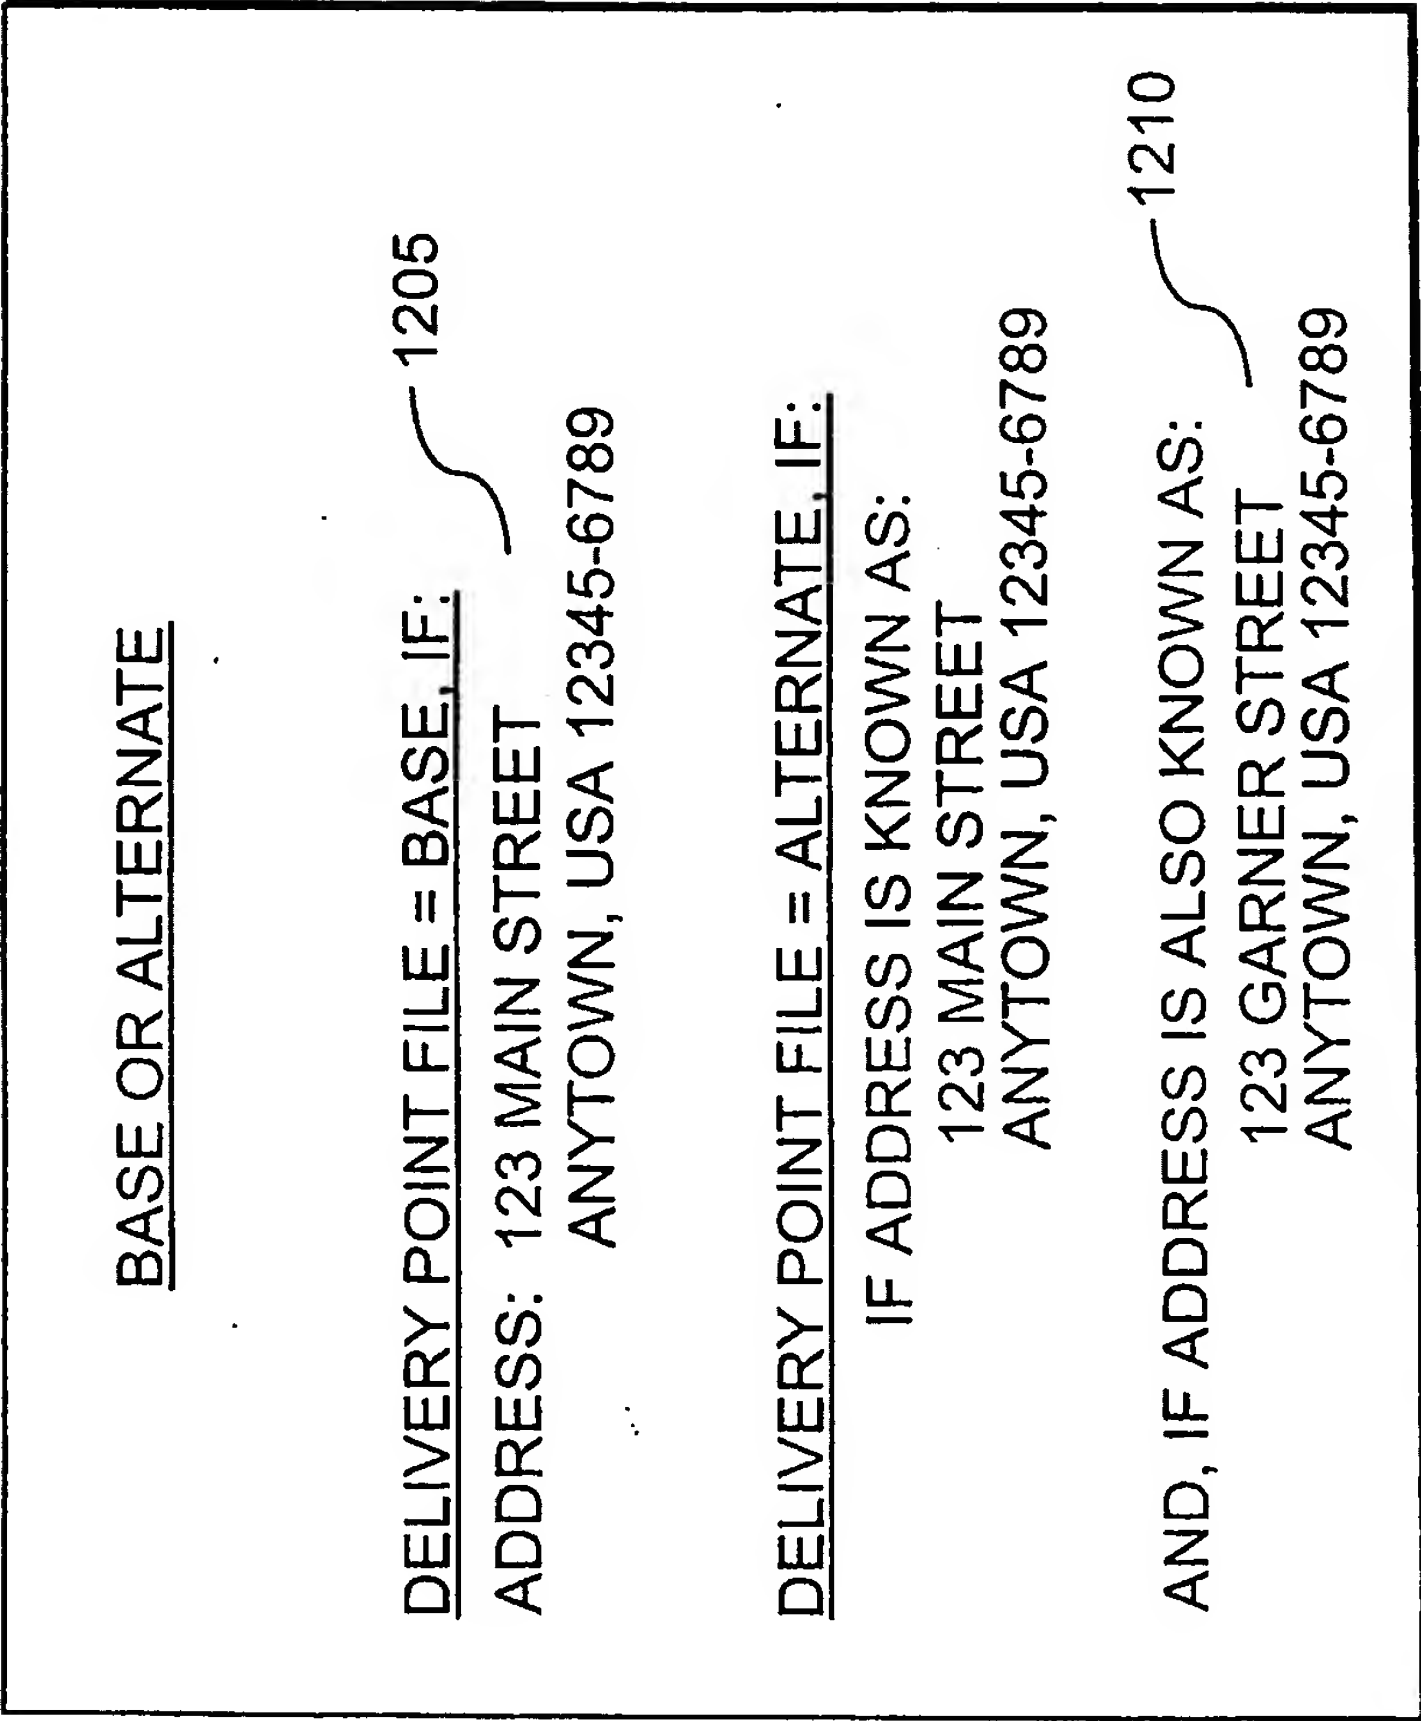 BASE OR ALTERNATE
DELIVERY POINT FILE = BASE, IF:
1205
ADDRESS: 123 MAIN STREET
ANYTOWN, USA 12345-6789
DELIVERY POINT FILE = ALTERNATE, IF:
IF ADDRESS IS KNOWN AS:
123 MAIN STREET
ANYTOWN, USA 12345-6789
AND, IF ADDRESS IS ALSO KNOWN AS:
1210
123 GARNER STREET
ANYTOWN, USA 12345-6789